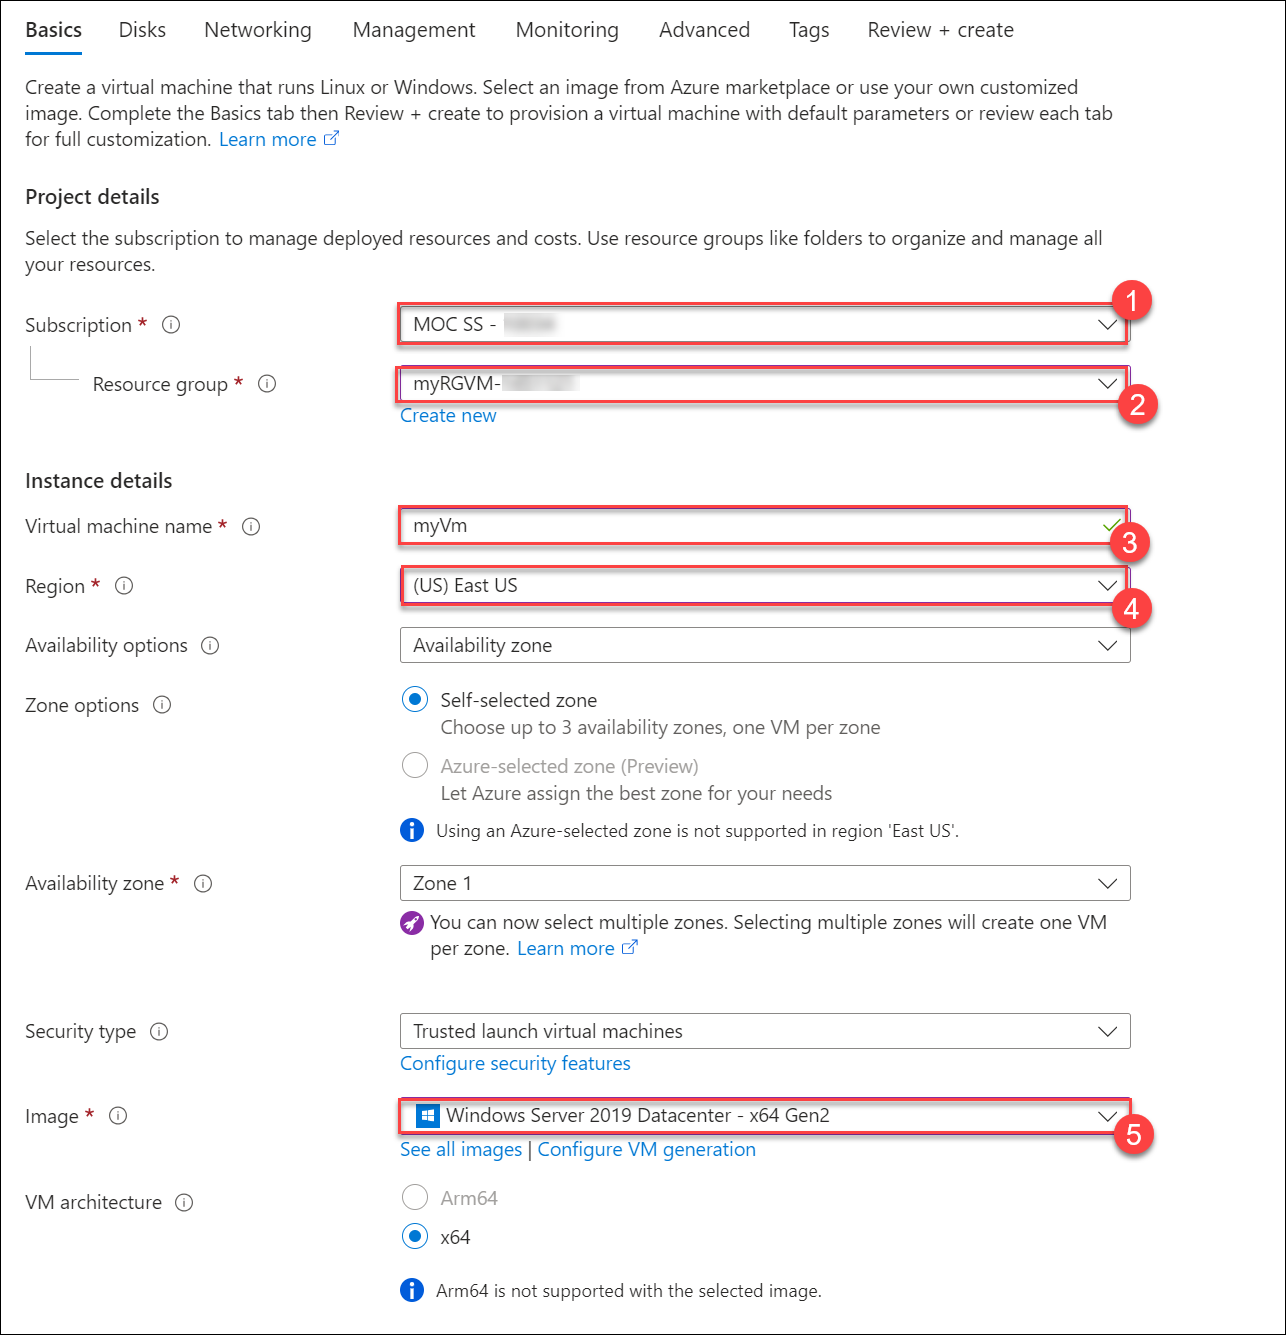 Basics Disks Networking Management Monitoring Advanced Tags Review + create
Create a virtual machine that runs Linux or Windows. Select an image from Azure marketplace or use your own customized
image. Complete the Basics tab then Review + create to provision a virtual machine with default parameters or review each tab
for full customization. Learn more
Project details
Select the subscription to manage deployed resources and costs. Use resource groups like folders to organize and manage all
your resources.
Subscription * MOC SS - 1
Resource group * myRGVM- 2
Create new
Instance details
Virtual machine name * myVm 3
Region * (US) East US 4
Availability options Availability zone
Zone options Self-selected zone
Choose up to 3 availability zones, one VM per zone
Azure-selected zone (Preview)
Let Azure assign the best zone for your needs
Using an Azure-selected zone is not supported in region 'East US'.
Availability zone * Zone 1
You can now select multiple zones. Selecting multiple zones will create one VM
per zone. Learn more
Security type Trusted launch virtual machines
Configure security features
Image * Windows Server 2019 Datacenter - x64 Gen2 5
See all images | Configure VM generation
VM architecture Arm64
x64
Arm64 is not supported with the selected image.